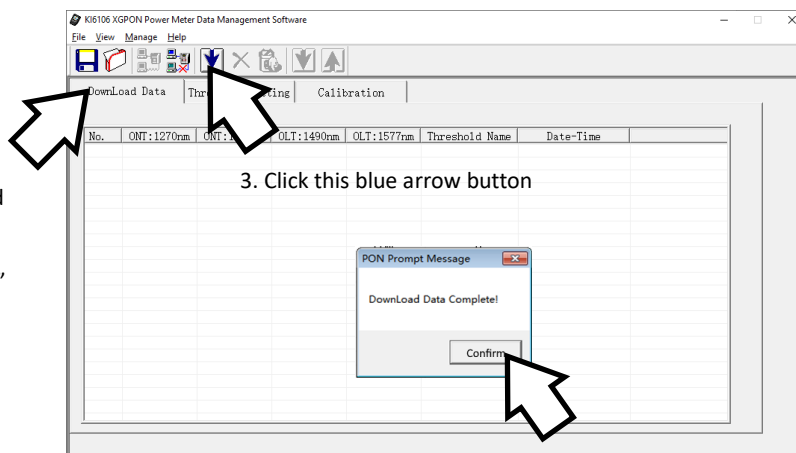 KI6106 XGPON Power Meter Data Management Software
File View Manage Help
DownLoad Data Calibration
No. ONT:1270nm OLT:1490nm OLT:1577nm Threshold Name Date-Time
3. Click this blue arrow button
PON Prompt Message
DownLoad Data Complete!
Confirm